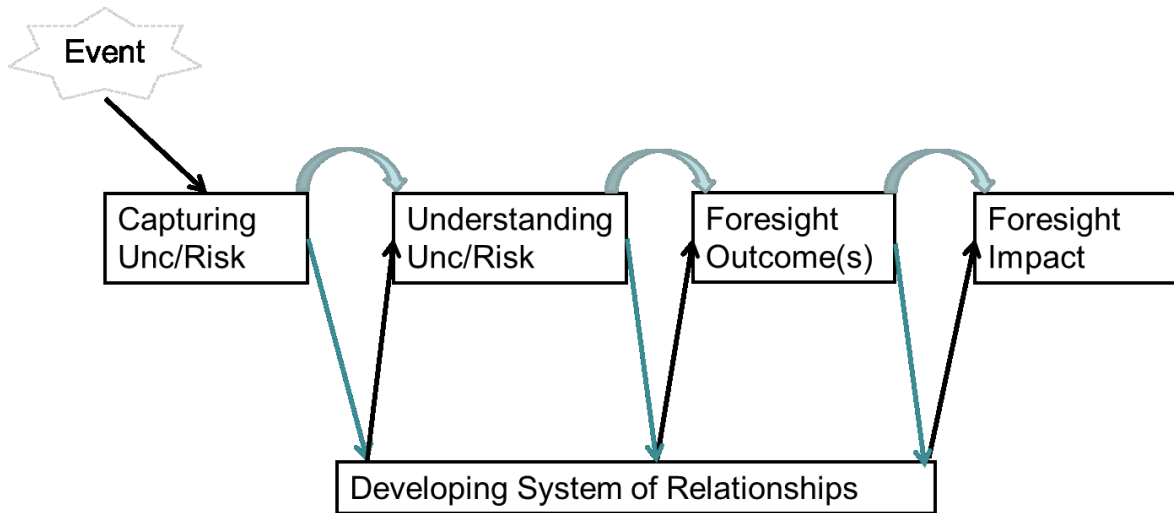 Event
Capturing
Unc/Risk
Understanding
Unc/Risk
Foresight
Outcome(s)
Foresight
Impact
Developing System of Relationships